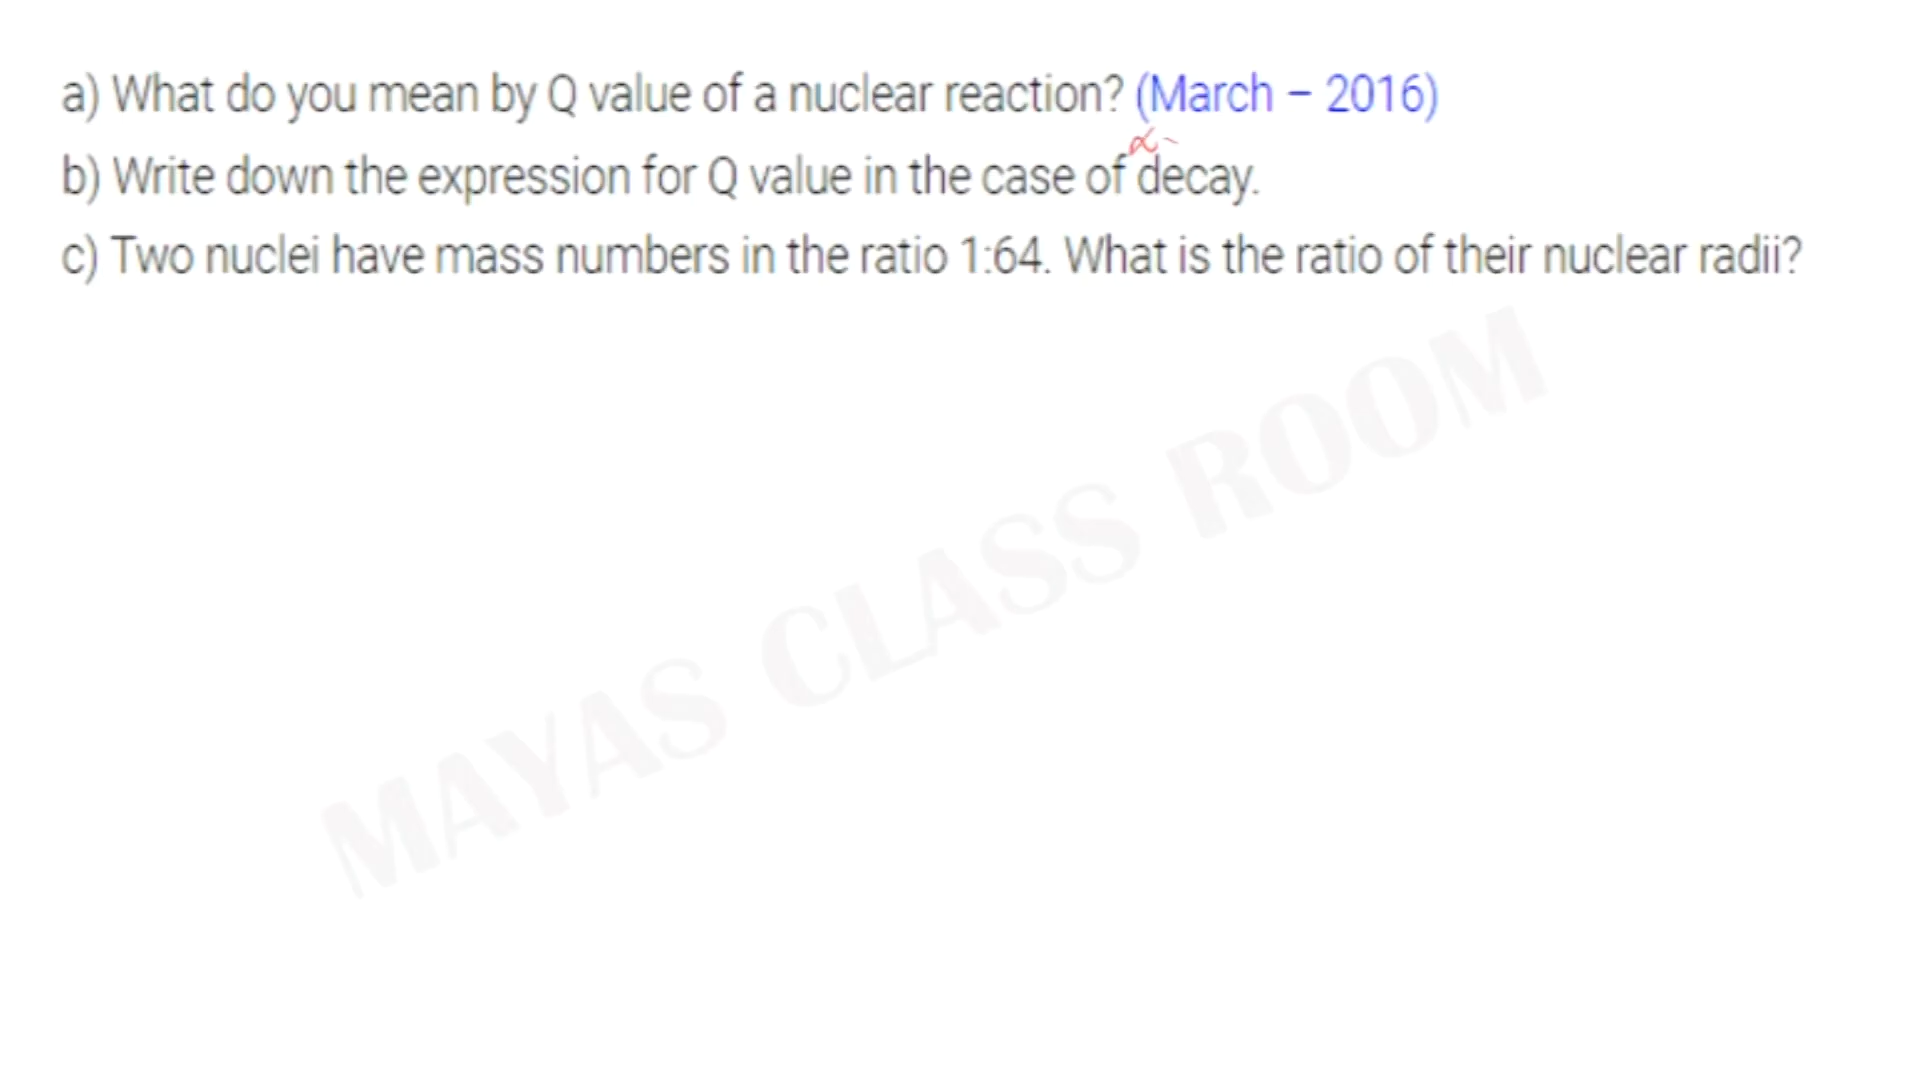 a) What do you mean by Q value of a nuclear reaction? (March – 2016)
α-
b) Write down the expression for Q value in the case of decay.
c) Two nuclei have mass numbers in the ratio 1:64. What is the ratio of their nuclear radii?
MAYAS CLASS ROOM